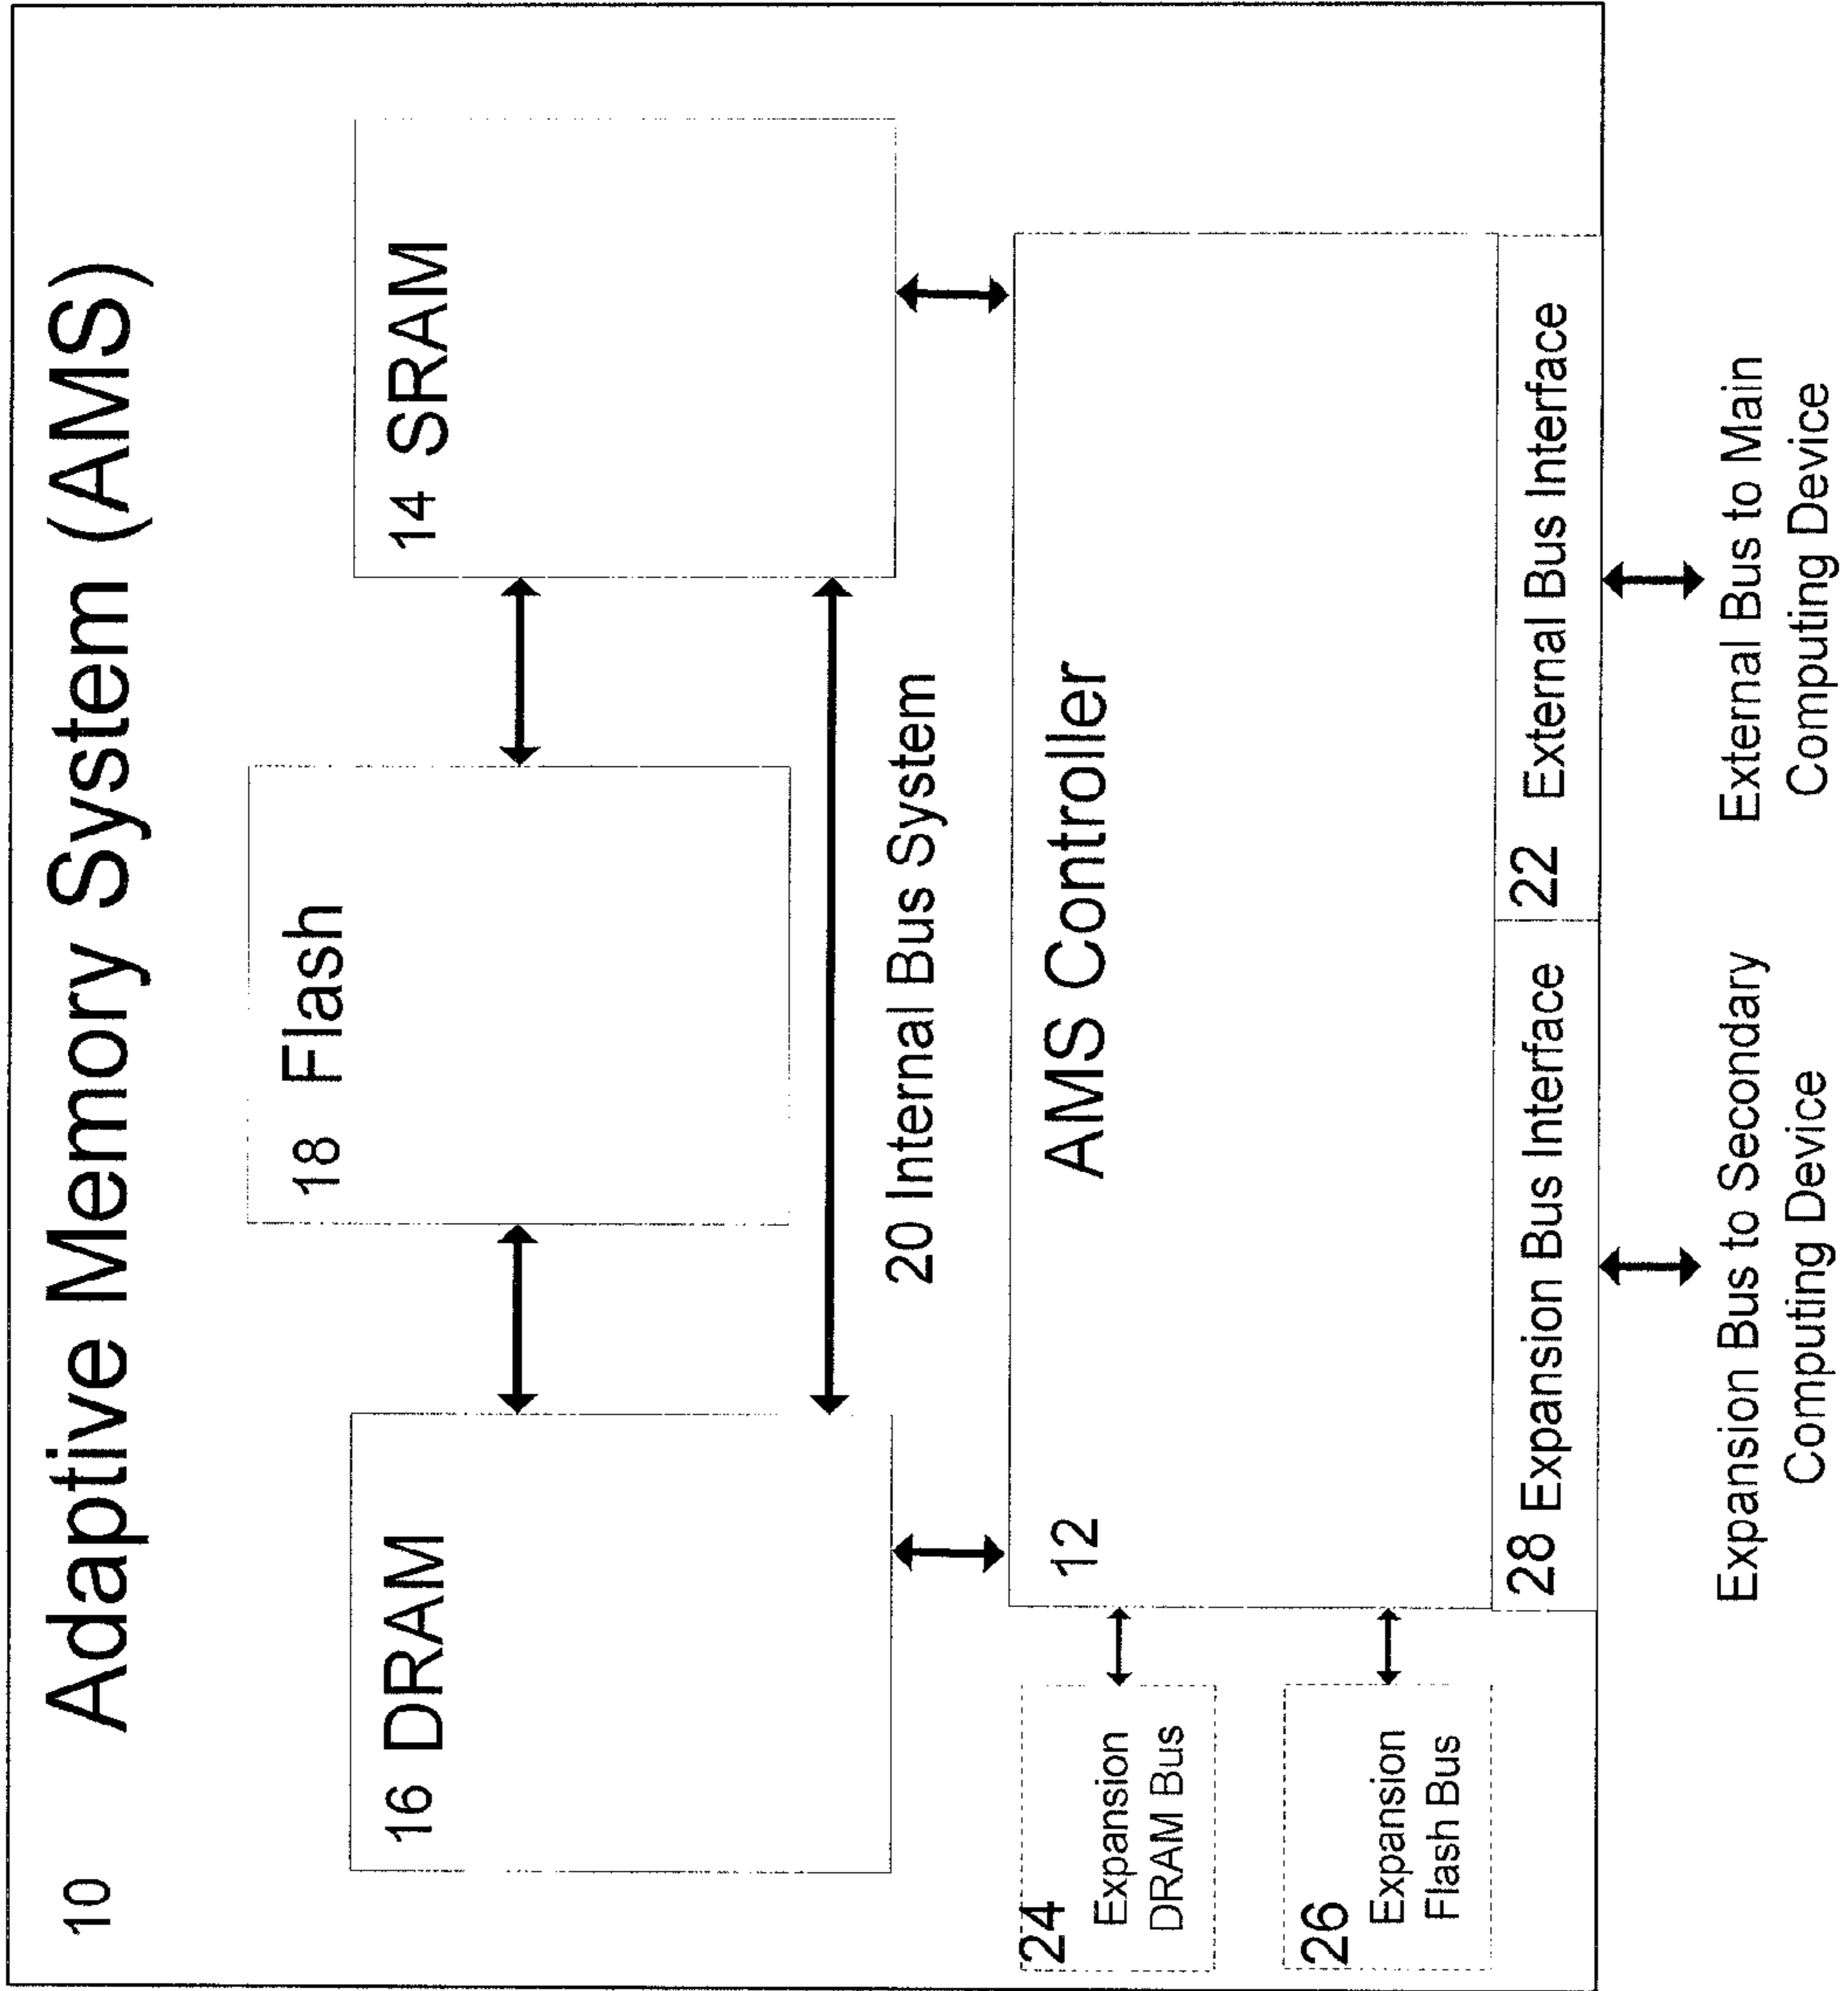 10 Adaptive Memory System (AMS)
18 Flash
16 DRAM
14 SRAM
20 Internal Bus System
24
Expansion
DRAM Bus
12
AMS Controller
26
Expansion
Flash Bus
28 Expansion Bus Interface
22 External Bus Interface
Expansion Bus to Secondary
Computing Device
External Bus to Main
Computing Device